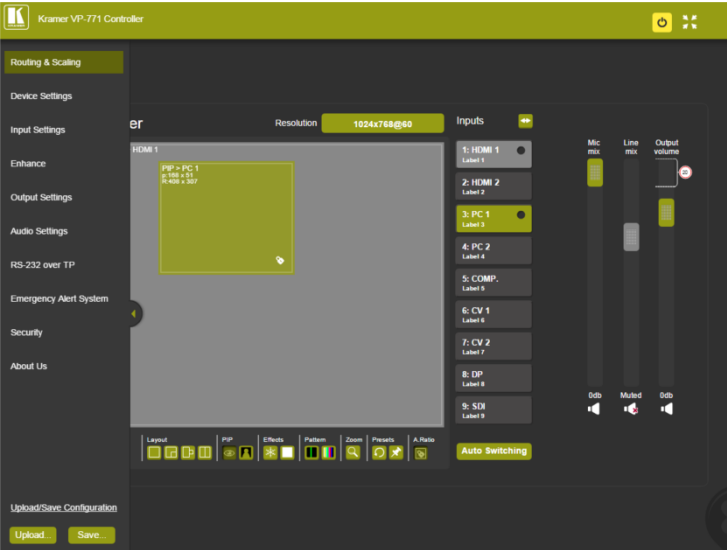 Kramer VP-771 Controller
Routing & Scaling
Device Settings
Input Settings
Enhance
Output Settings
Audio Settings
RS-232 over TP
Emergency Alert System
Security
About Us
Upload/Save Configuration
Upload...
Save...
er
Resolution
1024x768@60
HDMI 1
PIP > PC 1
Layout
PIP
Effects
Pattern
Zoom
Presets
A.Ratio
Inputs
1: HDMI 1
Label 1
2: HDMI 2
Label 2
3: PC 1
Label 3
4: PC 2
Label 4
5: COMP.
Label 5
6: CV 1
Label 6
7: CV 2
Label 7
8: DP
Label 8
9: SDI
Label 9
Auto Switching
Mic
mix
Line
mix
Output
volume
0db
Muted
0db